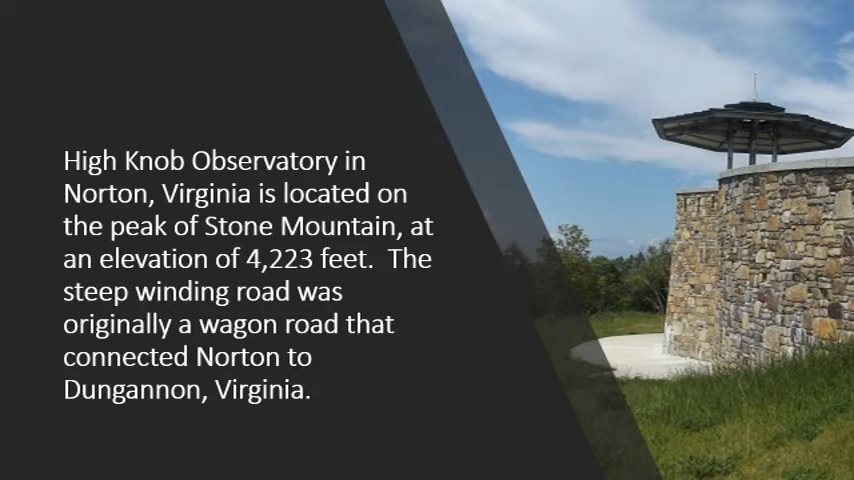 High Knob Observatory in
Norton, Virginia is located on
the peak of Stone Mountain, at
an elevation of 4,223 feet.  The
steep winding road was
originally a wagon road that
connected Norton to
Dungannon, Virginia.